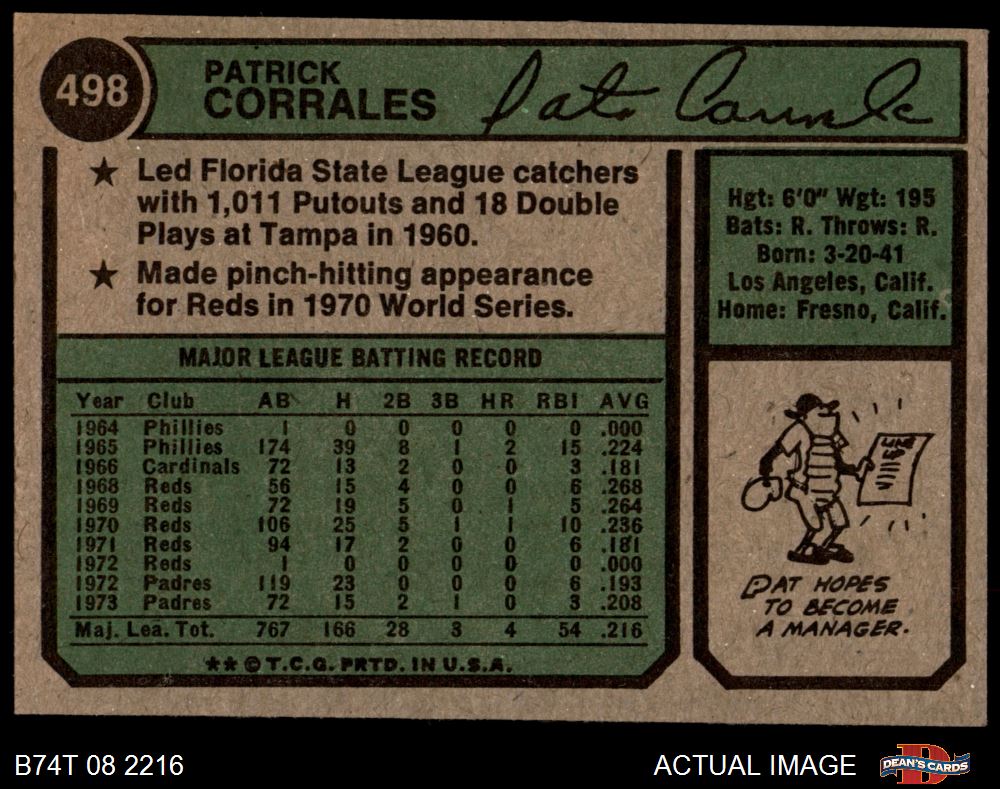 498
PATRICK
CORRALES
Pat Corrales
★ Led Florida State League catchers
with 1,011 Putouts and 18 Double
Plays at Tampa in 1960.
★ Made pinch-hitting appearance
for Reds in 1970 World Series.
Hgt: 6'0" Wgt: 195
Bats: R. Throws: R.
Born: 3-20-41
Los Angeles, Calif.
Home: Fresno, Calif.
MAJOR LEAGUE BATTING RECORD
Year Club AB H 2B 3B HR RBI AVG
1964 Phillies 1 0 0 0 0 0 .000
1965 Phillies 174 39 8 1 2 15 .224
1966 Cardinals 72 13 2 0 0 3 .181
1968 Reds 56 15 4 0 0 6 .268
1969 Reds 72 19 5 0 1 5 .264
1970 Reds 106 25 5 1 1 10 .236
1971 Reds 94 17 2 0 0 6 .181
1972 Reds 1 0 0 0 0 0 .000
1972 Padres 119 23 0 0 0 6 .193
1973 Padres 72 15 2 1 0 3 .208
Maj. Lea. Tot. 767 166 28 3 4 54 .216
★★ © T.C.G. PRTD. IN U.S.A.
LINE
UP
PAT HOPES
TO BECOME
A MANAGER.
B74T 08 2216
ACTUAL IMAGE
D
DEAN'S CARDS